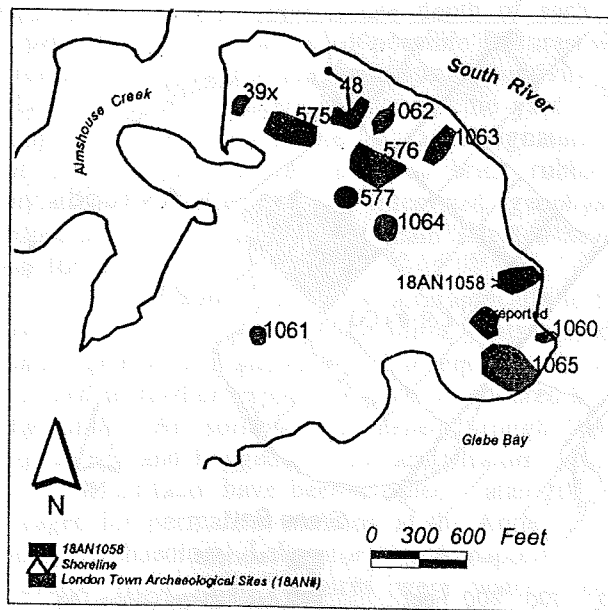 South River
Almshouse Creek
39x
48
575
1062
576
1063
577
1064
18AN1058
reported
1060
1061
1065
Glebe Bay
N
18AN1058
Shoreline
London Town Archaeological Sites (18AN#)
0 300 600 Feet